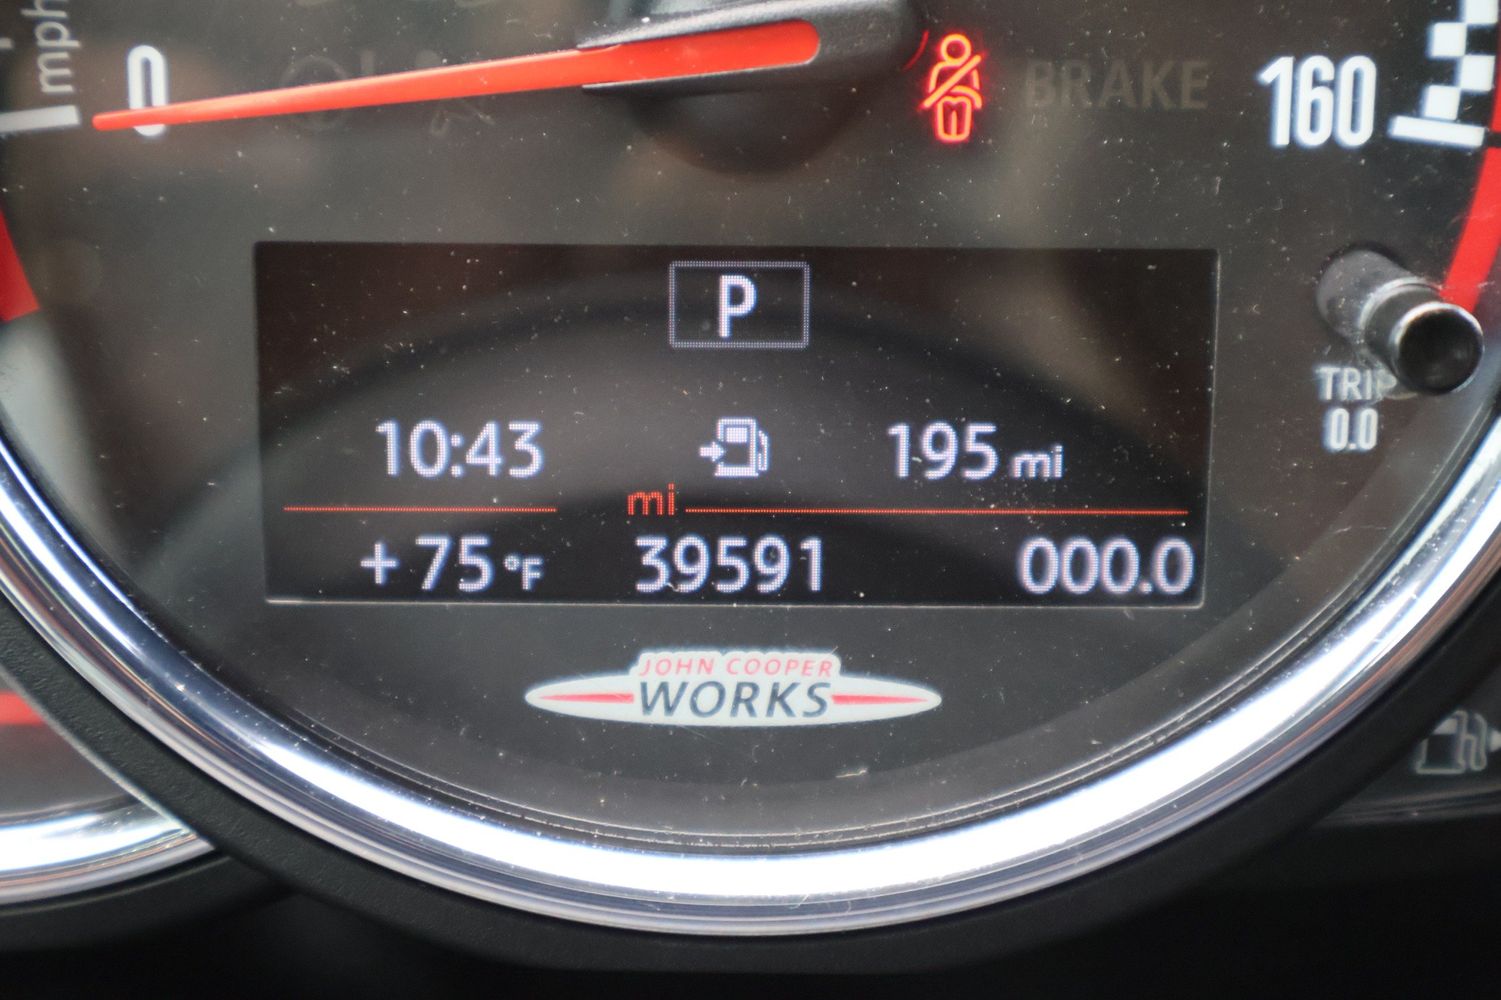 mph
0
BRAKE
160
P
TRIP
0.0
10:43
195 mi
mi
+75 °F
39591
000.0
JOHN COOPER
WORKS